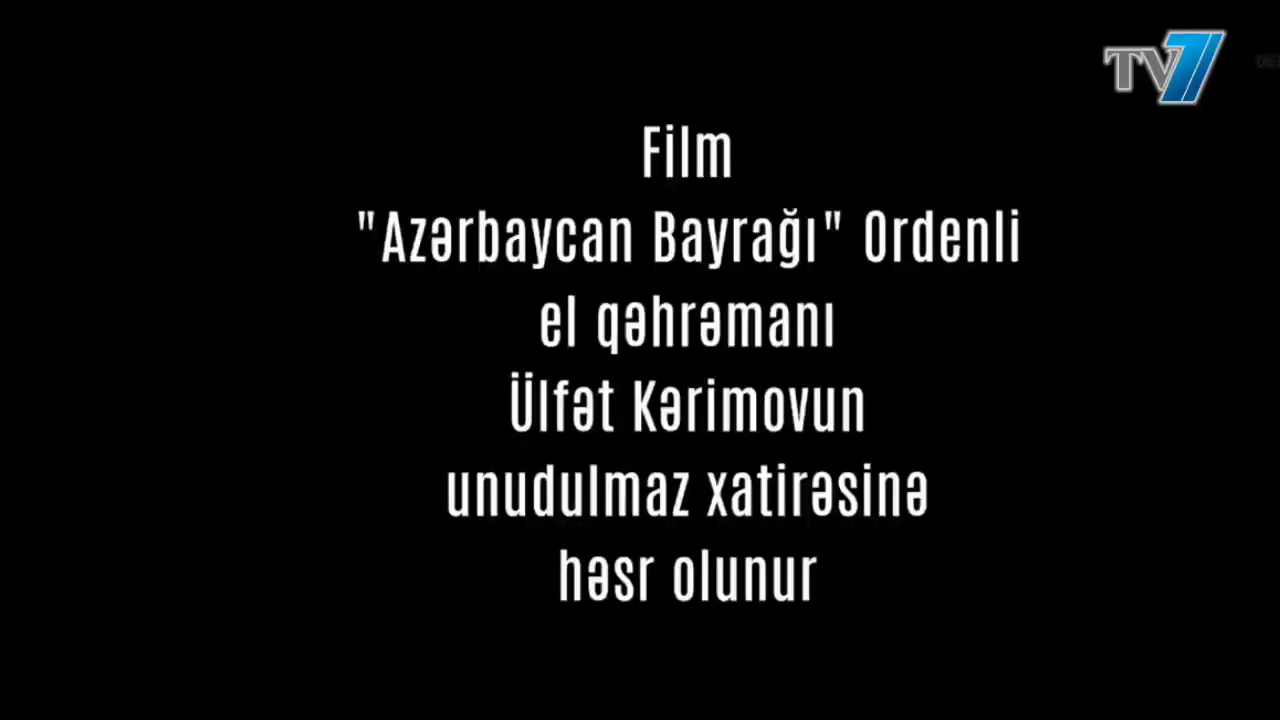 TV7
Film
"Azərbaycan Bayrağı" Ordenli
el qəhrəmanı
Ülfət Kərimovun
unudulmaz xatirəsinə
həsr olunur